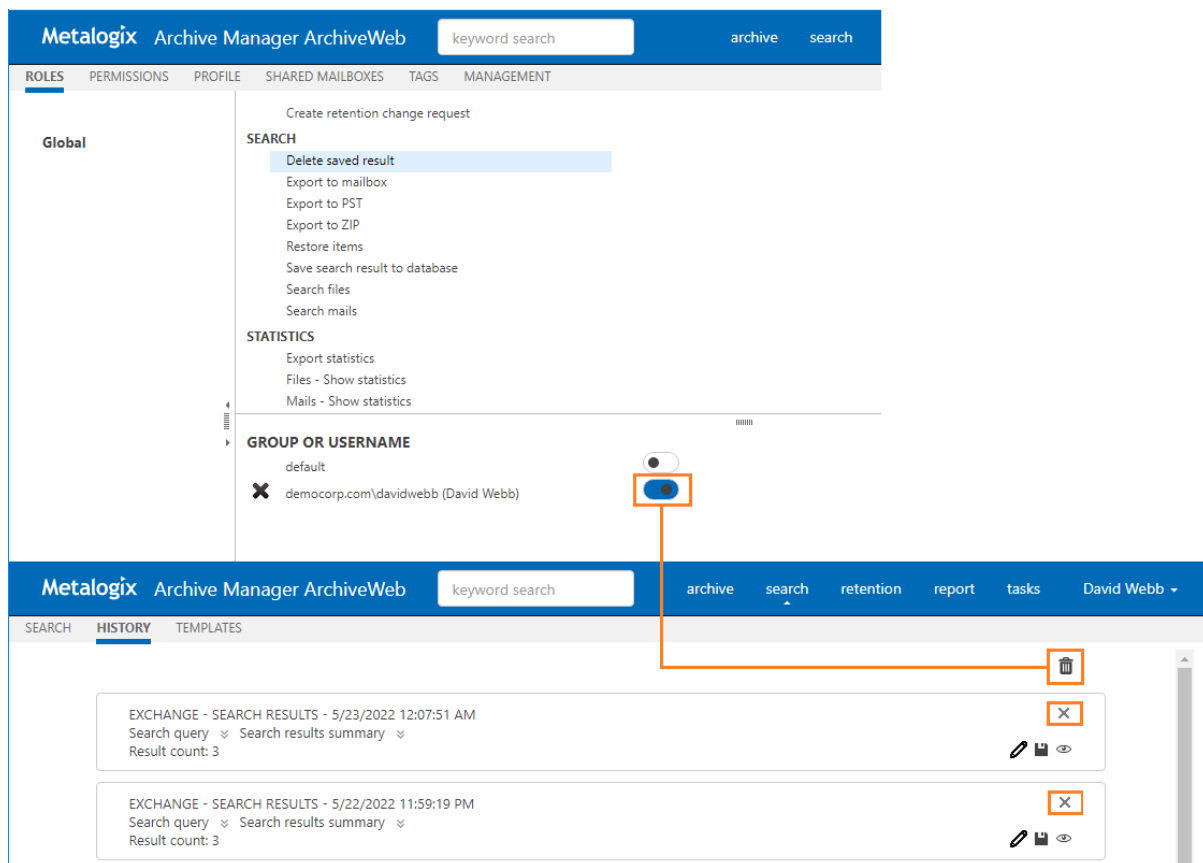 Metalogix Archive Manager ArchiveWeb keyword search archive search
ROLES PERMISSIONS PROFILE SHARED MAILBOXES TAGS MANAGEMENT
Global
Create retention change request
SEARCH
Delete saved result
Export to mailbox
Export to PST
Export to ZIP
Restore items
Save search result to database
Search files
Search mails
STATISTICS
Export statistics
Files - Show statistics
Mails - Show statistics
GROUP OR USERNAME
default
democorp.com\davidwebb (David Webb)
Metalogix Archive Manager ArchiveWeb keyword search archive search retention report tasks David Webb
SEARCH HISTORY TEMPLATES
EXCHANGE - SEARCH RESULTS - 5/23/2022 12:07:51 AM
Search query Search results summary
Result count: 3
EXCHANGE - SEARCH RESULTS - 5/22/2022 11:59:19 PM
Search query Search results summary
Result count: 3